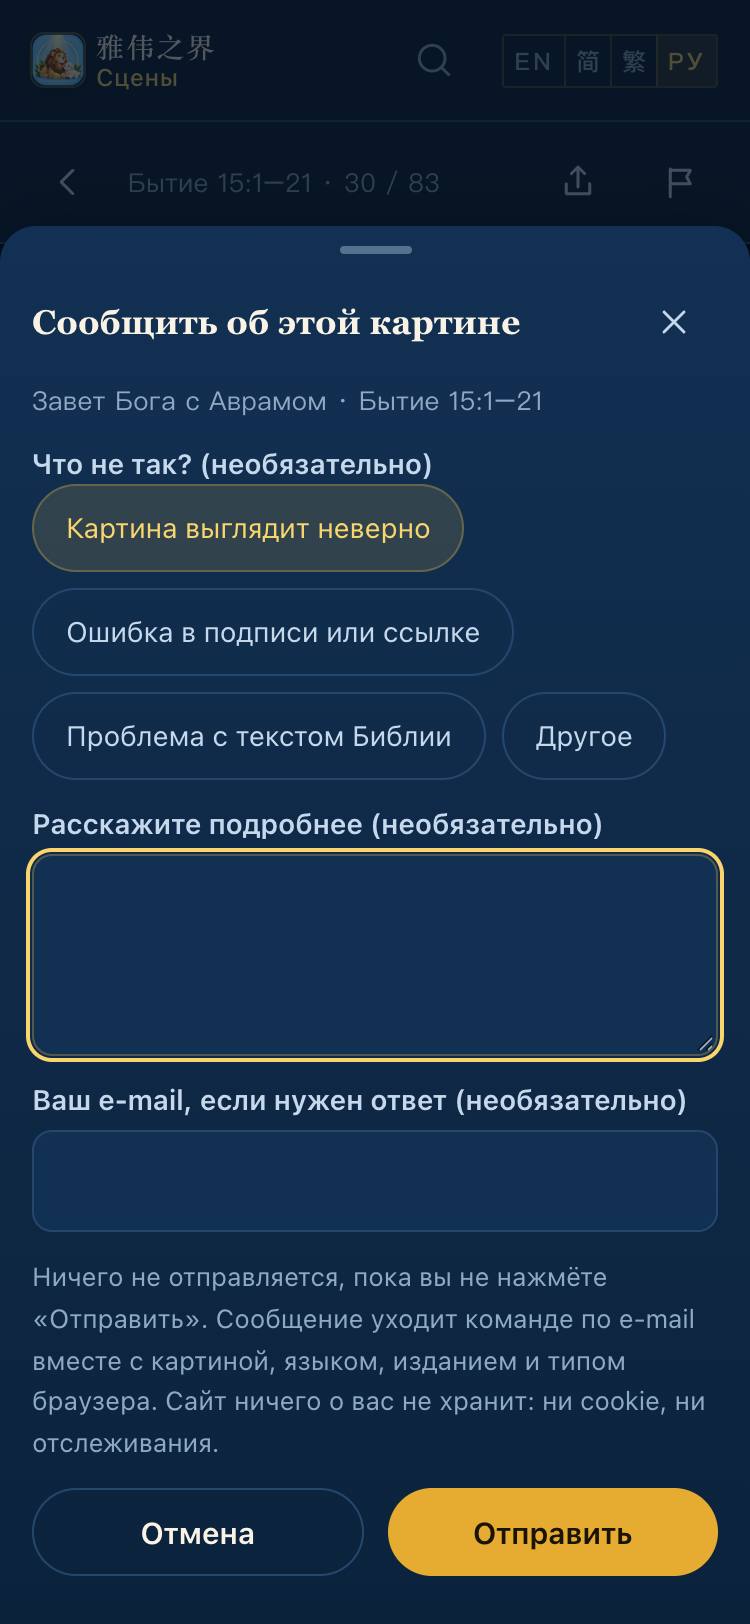 雅伟之界
Сцены
EN 简 繁 РУ
Бытие 15:1—21 · 30 / 83
Сообщить об этой картине
Завет Бога с Аврамом · Бытие 15:1—21
Что не так? (необязательно)
Картина выглядит неверно
Ошибка в подписи или ссылке
Проблема с текстом Библии
Другое
Расскажите подробнее (необязательно)
Ваш e-mail, если нужен ответ (необязательно)
Ничего не отправляется, пока вы не нажмёте
«Отправить». Сообщение уходит команде по e-mail
вместе с картиной, языком, изданием и типом
браузера. Сайт ничего о вас не хранит: ни cookie, ни
отслеживания.
Отмена
Отправить